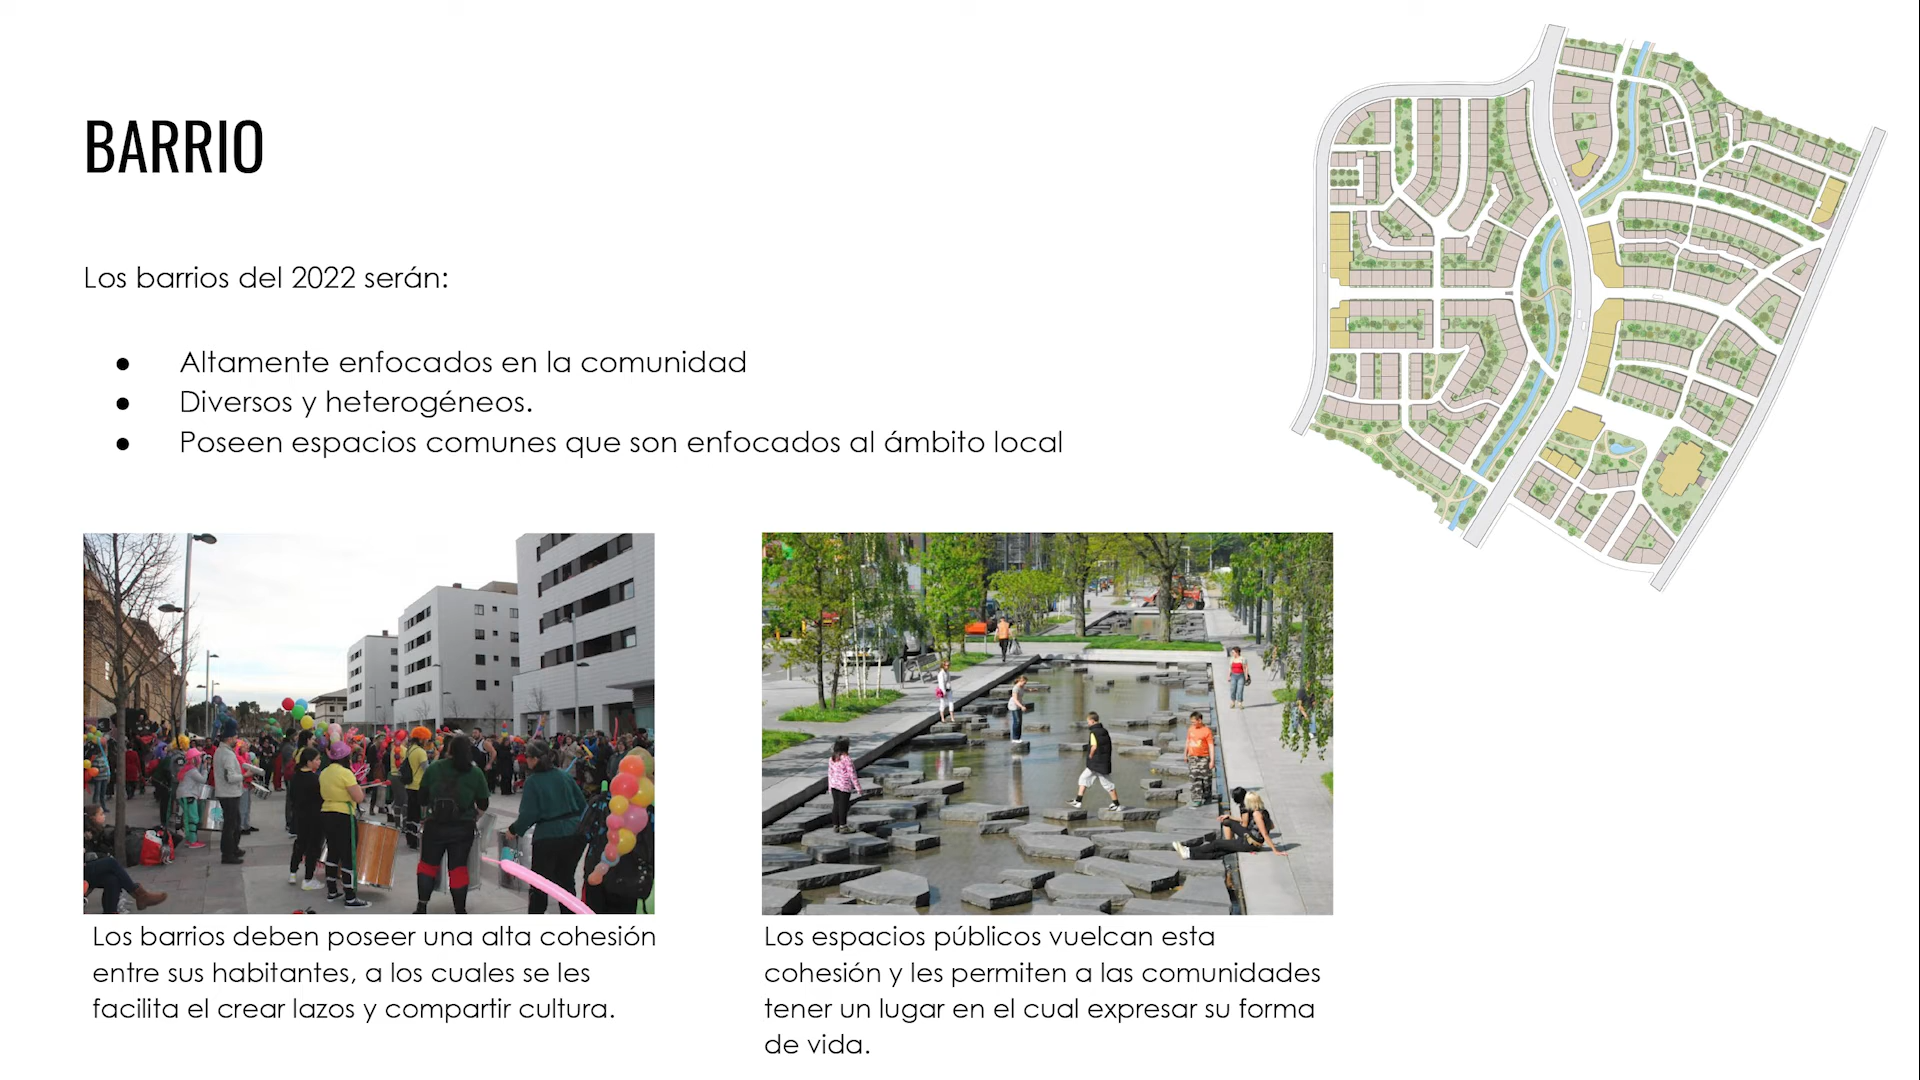 BARRIO
Los barrios del 2022 serán:
● Altamente enfocados en la comunidad
● Diversos y heterogéneos.
● Poseen espacios comunes que son enfocados al ámbito local
Los barrios deben poseer una alta cohesión
entre sus habitantes, a los cuales se les
facilita el crear lazos y compartir cultura.
Los espacios públicos vuelcan esta
cohesión y les permiten a las comunidades
tener un lugar en el cual expresar su forma
de vida.